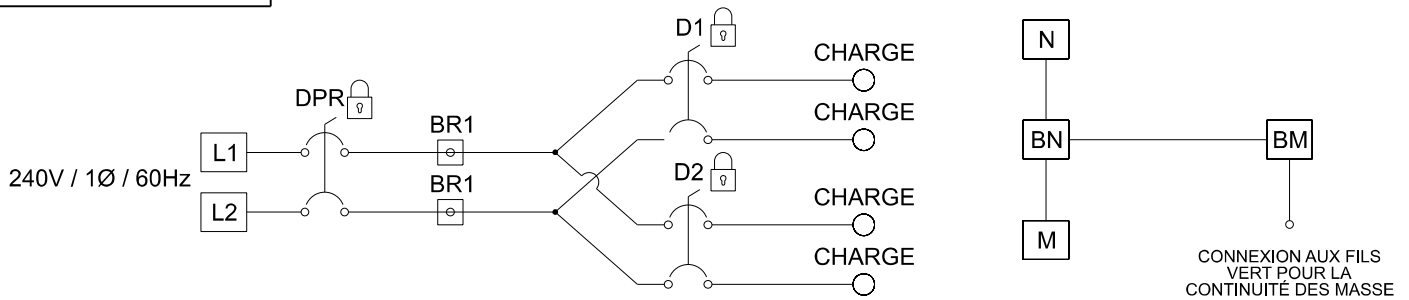 D1
CHARGE
N
DPR
BR1
CHARGE
L1
BN
BM
240V / 1Ø / 60Hz
BR1
D2
L2
CHARGE
M
CHARGE
CONNEXION AUX FILS
VERT POUR LA
CONTINUITÉ DES MASSE